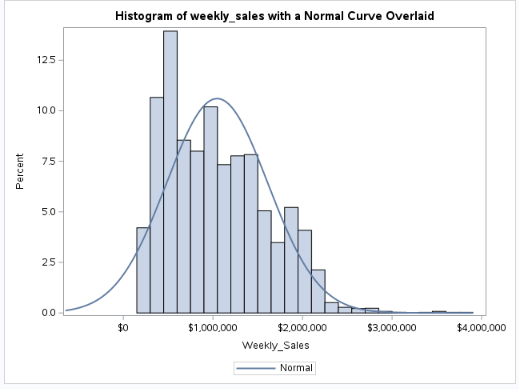 Histogram of weekly_sales with a Normal Curve Overlaid
12.5
10.0
7.5
5.0
2.5
0.0
Percent
$0 $1,000,000 $2,000,000 $3,000,000 $4,000,000
Weekly_Sales
Normal